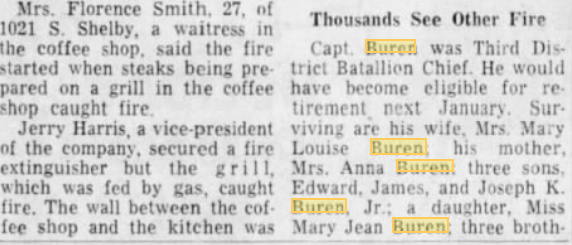 Mrs. Florence Smith, 27, of
1021 S. Shelby, a waitress in
the coffee shop, said the fire
started when steaks being pre-
pared on a grill in the coffee
shop caught fire.
Jerry Harris, a vice-president
of the company, secured a fire
extinguisher but the grill,
which was fed by gas, caught
fire. The wall between the cof-
fee shop and the kitchen was
Thousands See Other Fire
Capt. Buren was Third Dis-
trict Batallion Chief. He would
have become eligible for re-
tirement next January. Sur-
viving are his wife, Mrs. Mary
Louise Buren; his mother,
Mrs. Anna Buren; three sons,
Edward, James, and Joseph K.
Buren, Jr.; a daughter, Miss
Mary Jean Buren; three broth-